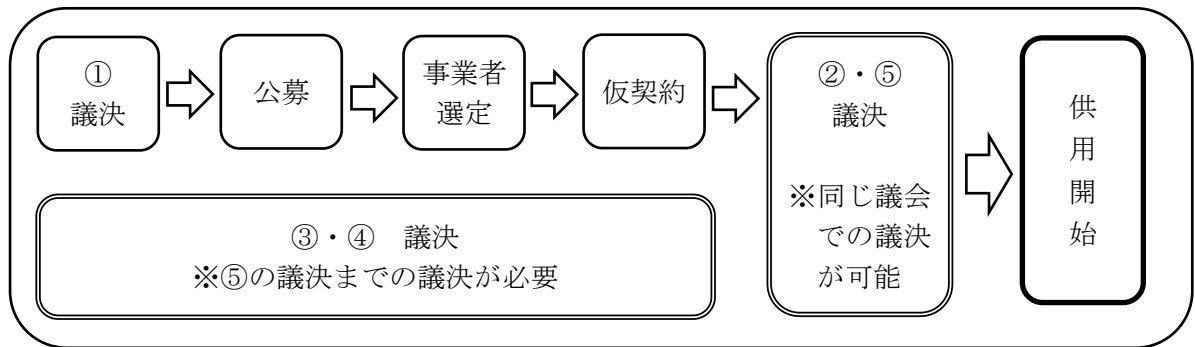 ①
議決
公募
事業者
選定
仮契約
②・⑤
議決
※同じ議会
での議決
が可能
供用開始
③・④　議決
※⑤の議決までの議決が必要